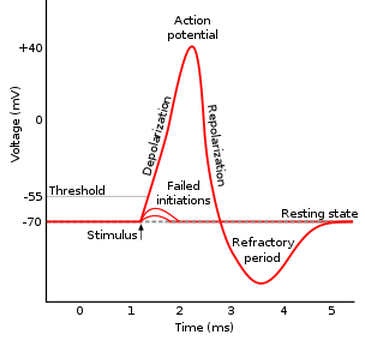 Action
potential
+40
Voltage (mV)
0
Depolarization
Repolarization
-55
Threshold
Failed
initiations
-70
Resting state
Stimulus
Refractory
period
0 1 2 3 4 5
Time (ms)